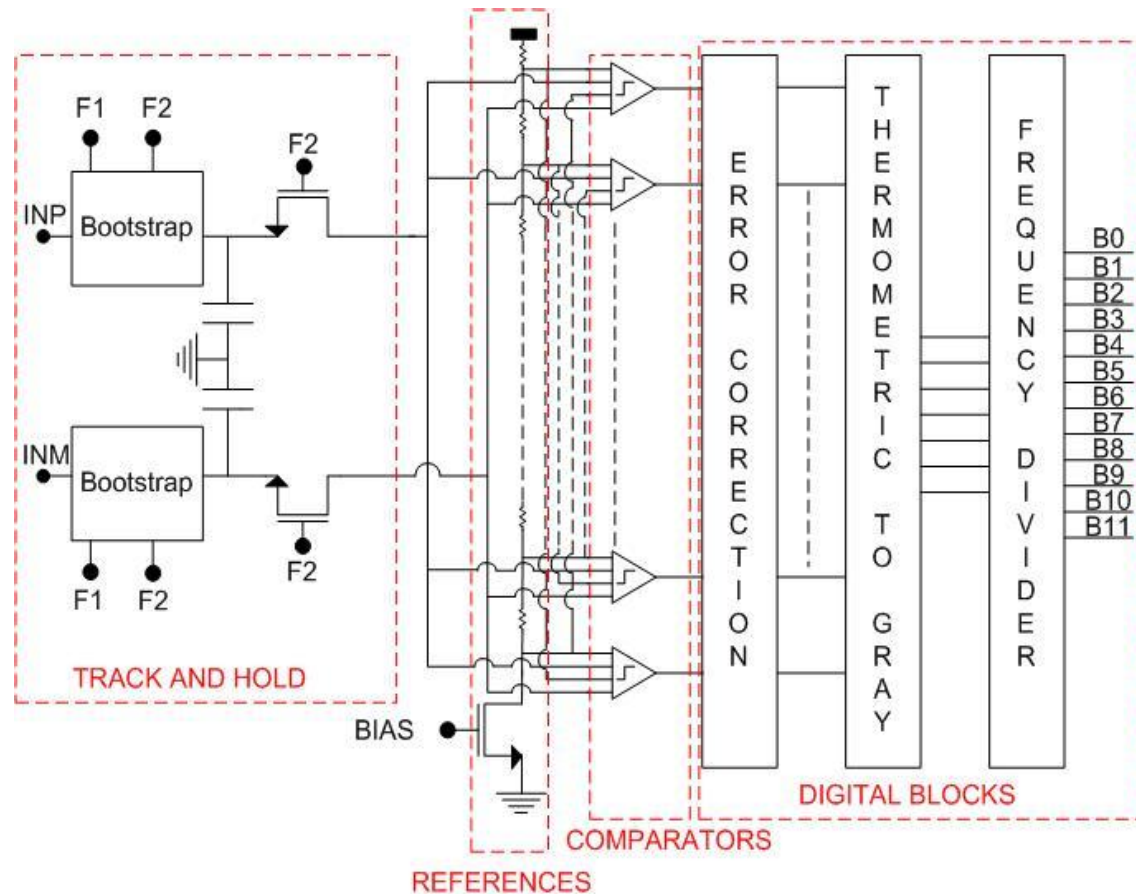 F1
F2
F2
INP
Bootstrap
INM
Bootstrap
F1
F2
F2
TRACK AND HOLD
BIAS
REFERENCES
COMPARATORS
ERROR CORRECTION
THERMOMETRIC TO GRAY
FREQUENCY DIVIDER
DIGITAL BLOCKS
B0
B1
B2
B3
B4
B5
B6
B7
B8
B9
B10
B11